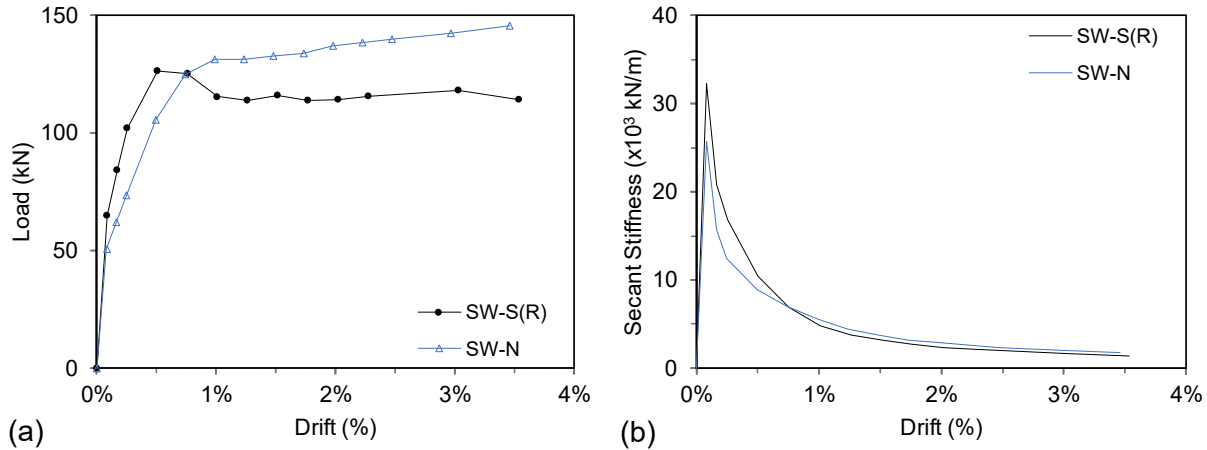 150
100
50
0
Load (kN)
SW-S(R)
SW-N
0% 1% 2% 3% 4%
Drift (%)
(a)
40
30
20
10
0
Secant Stiffness (x10³ kN/m)
SW-S(R)
SW-N
0% 1% 2% 3% 4%
Drift (%)
(b)